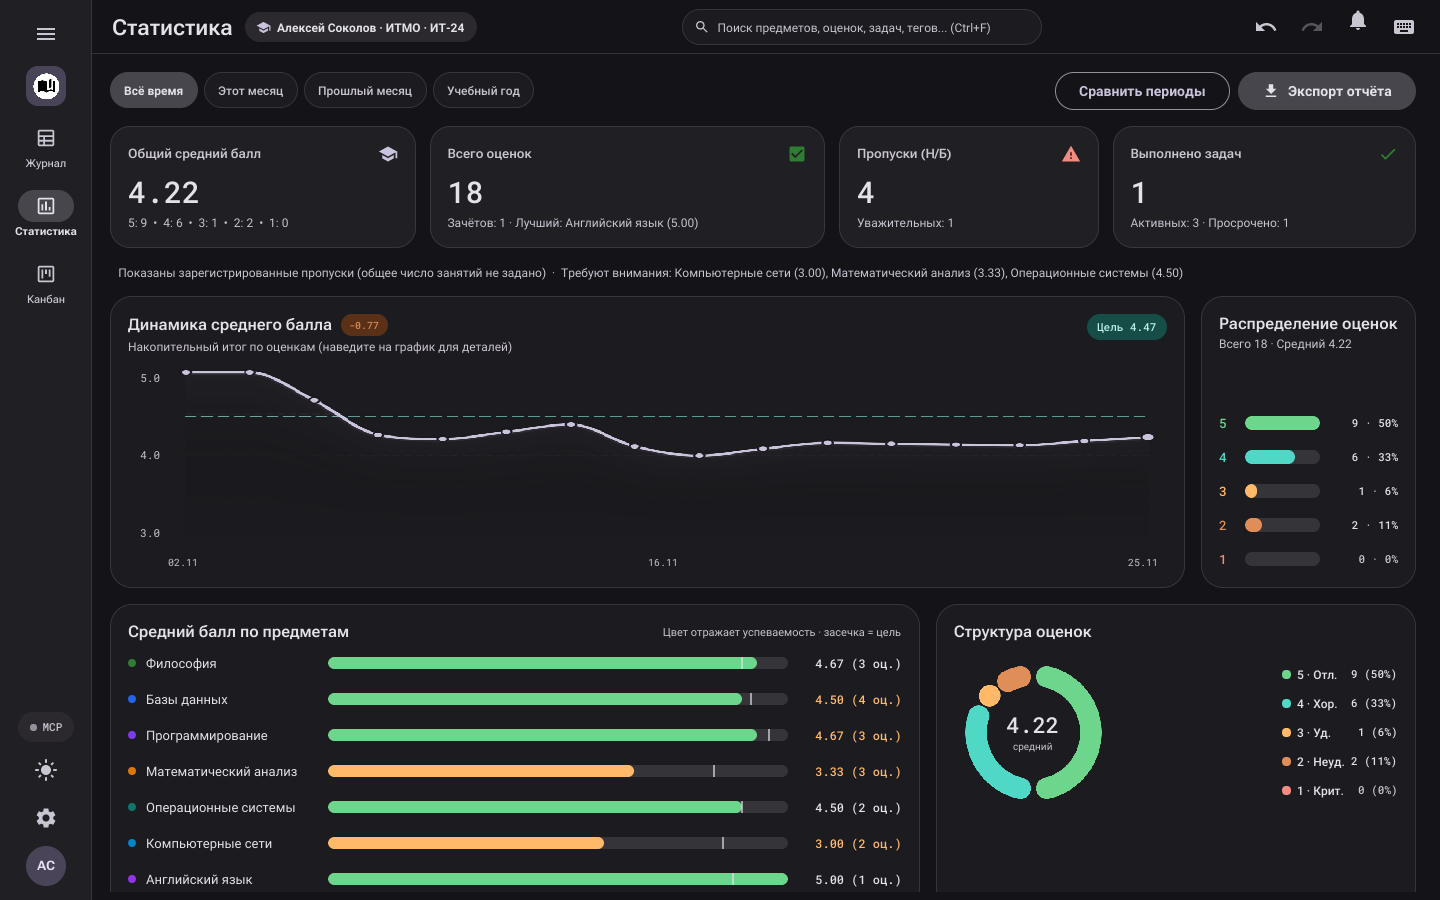 Статистика
Алексей Соколов · ИТМО · ИТ-24
Поиск предметов, оценок, задач, тегов... (Ctrl+F)
Журнал
Статистика
Канбан
MCP
АС
Всё время
Этот месяц
Прошлый месяц
Учебный год
Сравнить периоды
Экспорт отчёта
Общий средний балл
4.22
5: 9 • 4: 6 • 3: 1 • 2: 2 • 1: 0
Всего оценок
18
Зачётов: 1 · Лучший: Английский язык (5.00)
Пропуски (Н/Б)
4
Уважительных: 1
Выполнено задач
1
Активных: 3 · Просрочено: 1
Показаны зарегистрированные пропуски (общее число занятий не задано) · Требуют внимания: Компьютерные сети (3.00), Математический анализ (3.33), Операционные системы (4.50)
Динамика среднего балла
-0.77
Цель 4.47
Накопительный итог по оценкам (наведите на график для деталей)
5.0
4.0
3.0
02.11
16.11
25.11
Распределение оценок
Всего 18 · Средний 4.22
5 9 · 50%
4 6 · 33%
3 1 · 6%
2 2 · 11%
1 0 · 0%
Средний балл по предметам
Цвет отражает успеваемость · засечка = цель
Философия 4.67 (3 оц.)
Базы данных 4.50 (4 оц.)
Программирование 4.67 (3 оц.)
Математический анализ 3.33 (3 оц.)
Операционные системы 4.50 (2 оц.)
Компьютерные сети 3.00 (2 оц.)
Английский язык 5.00 (1 оц.)
Структура оценок
4.22
средний
5 · Отл. 9 (50%)
4 · Хор. 6 (33%)
3 · Уд. 1 (6%)
2 · Неуд. 2 (11%)
1 · Крит. 0 (0%)